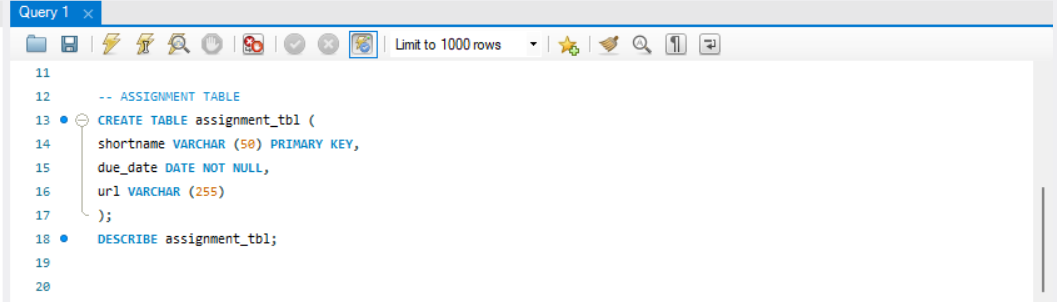 Query 1
Limit to 1000 rows
11
12 -- ASSIGNMENT TABLE
13 CREATE TABLE assignment_tbl (
14 shortname VARCHAR (50) PRIMARY KEY,
15 due_date DATE NOT NULL,
16 url VARCHAR (255)
17 );
18 DESCRIBE assignment_tbl;
19
20